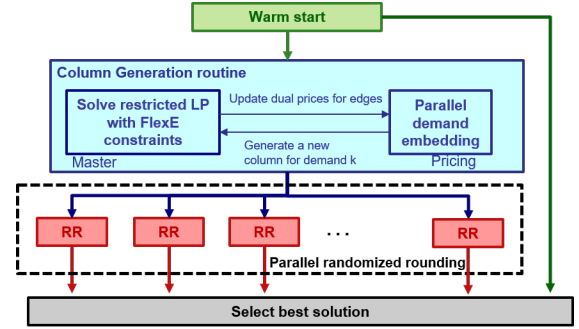 Warm start
Column Generation routine
Solve restricted LP
with FlexE
constraints
Master
Update dual prices for edges
Generate a new
column for demand k
Parallel
demand
embedding
Pricing
RR
RR
RR
...
RR
Parallel randomized rounding
Select best solution